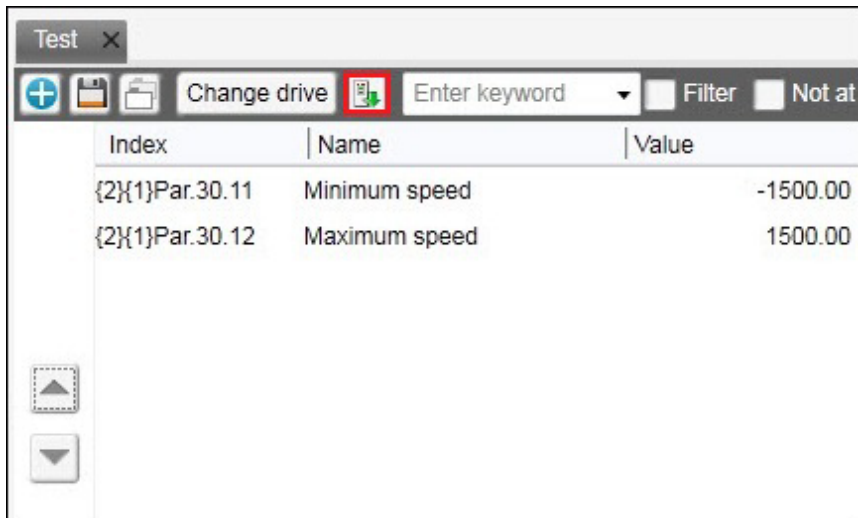 Test
Change drive Enter keyword Filter Not at
Index Name Value
{2}{1}Par.30.11 Minimum speed -1500.00
{2}{1}Par.30.12 Maximum speed 1500.00